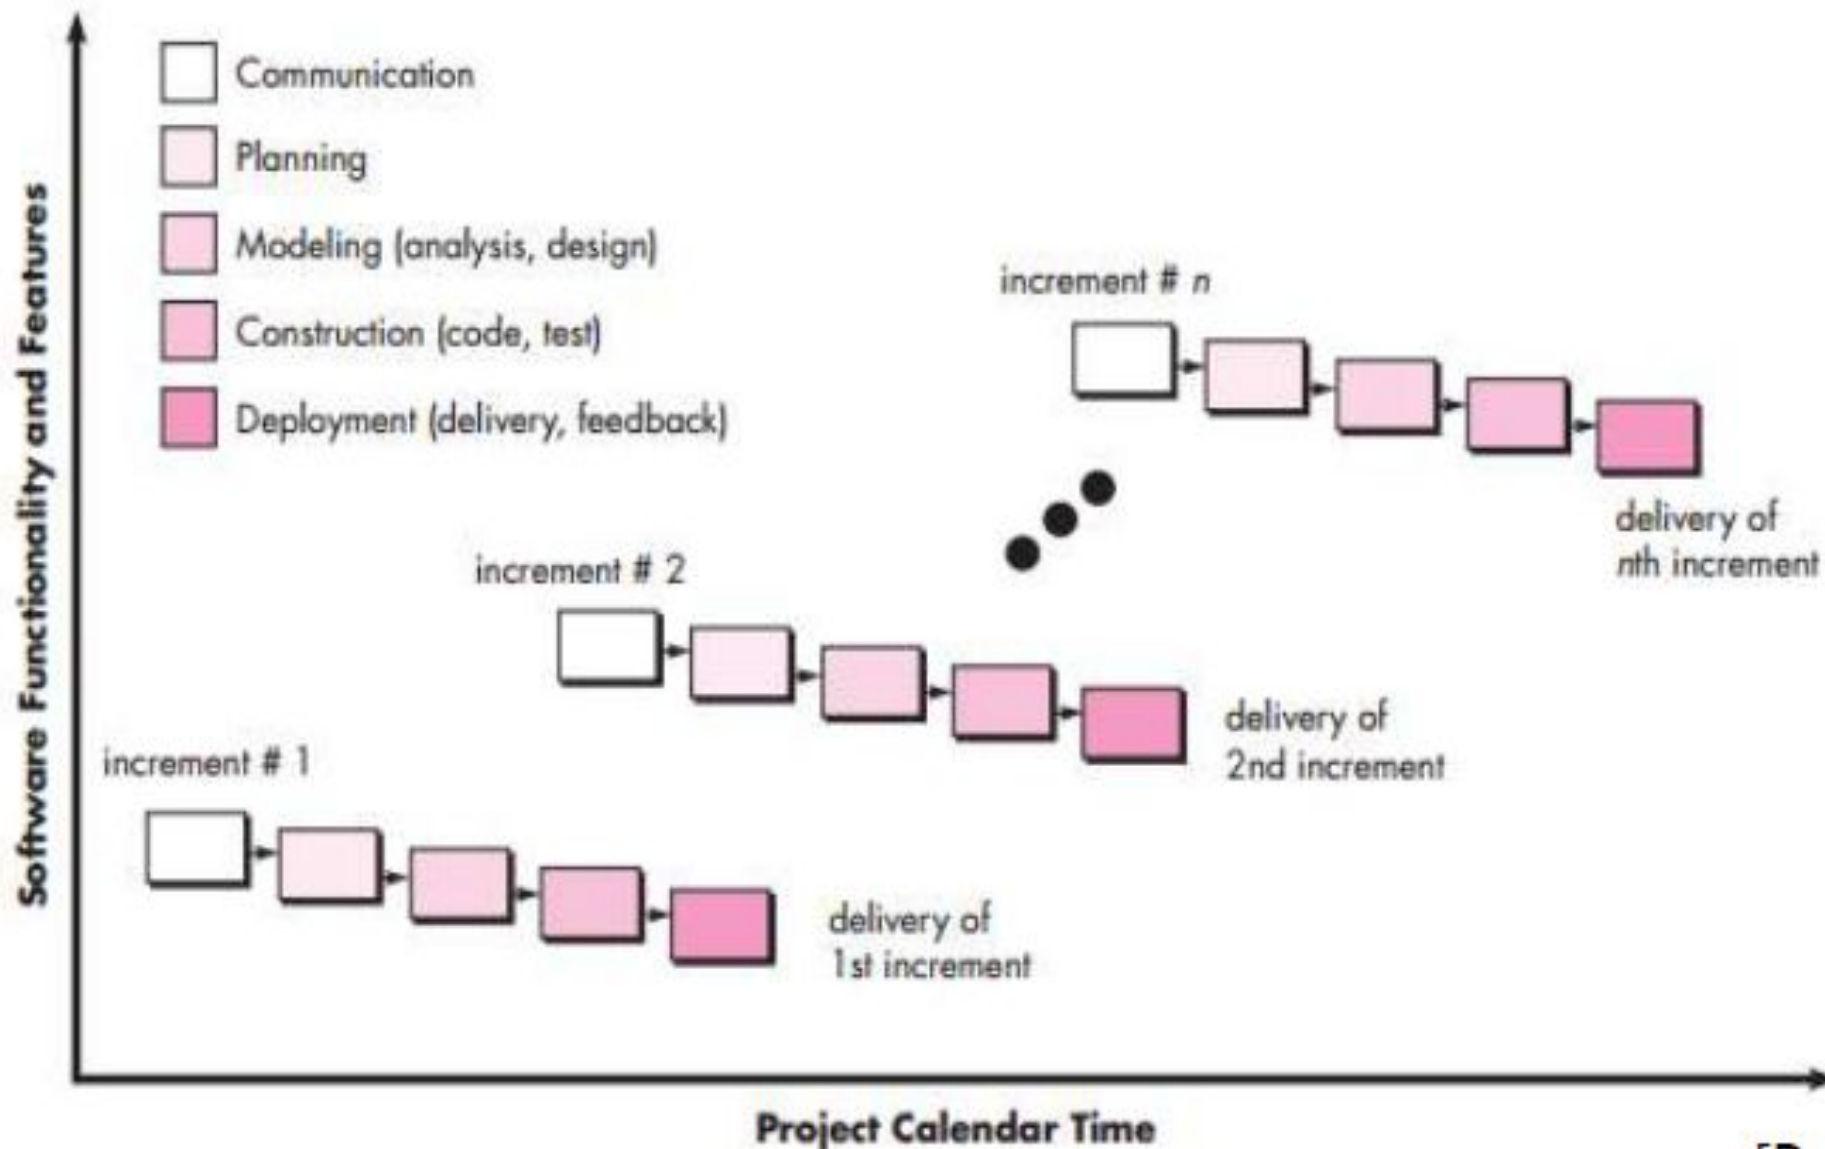 Communication
Planning
Modeling (analysis, design)
Construction (code, test)
Deployment (delivery, feedback)
Software Functionality and Features
increment # n
delivery of
nth increment
increment # 2
delivery of
2nd increment
increment # 1
delivery of
1st increment
Project Calendar Time